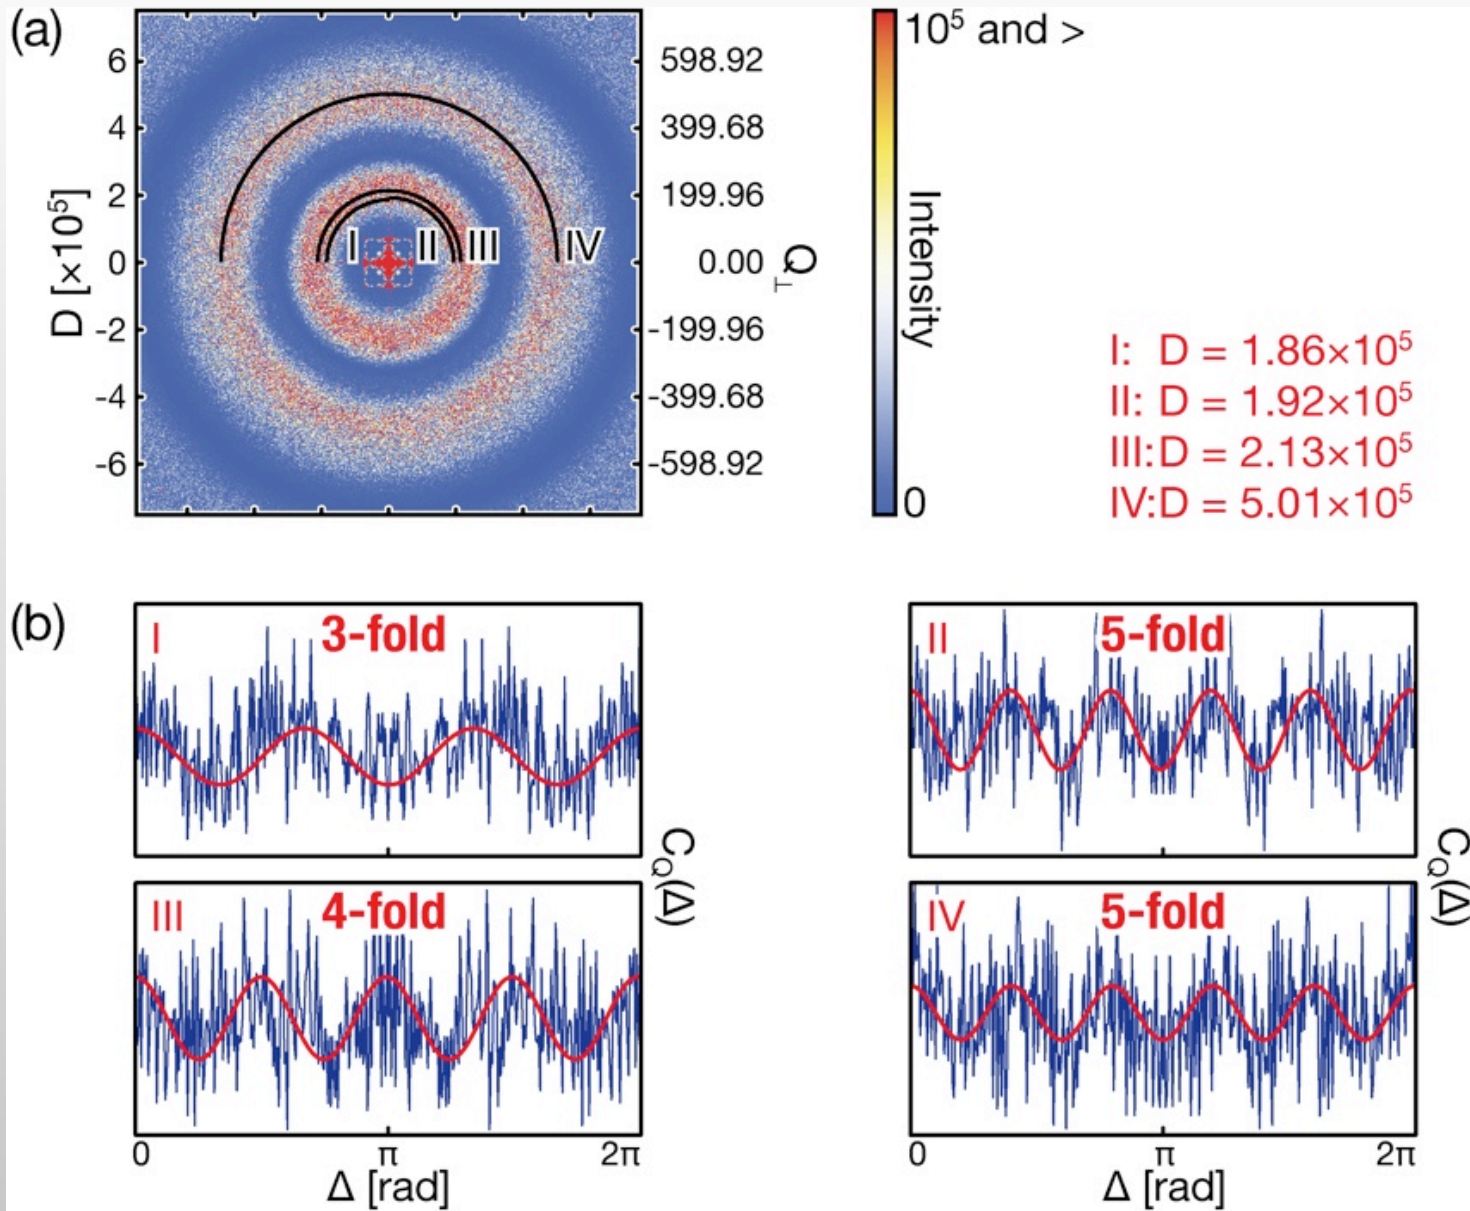 (a)
D [×10⁵]
6
4
2
0
-2
-4
-6
I II III IV
598.92
399.68
199.96
0.00
-199.96
-399.68
-598.92
Q⊥
10⁵ and >
Intensity
0
I: D = 1.86×10⁵
II: D = 1.92×10⁵
III:D = 2.13×10⁵
IV:D = 5.01×10⁵
(b)
I 3-fold
II 5-fold
C_Q(Δ)
C_Q(Δ)
III 4-fold
IV 5-fold
0 π 2π
Δ [rad]
0 π 2π
Δ [rad]